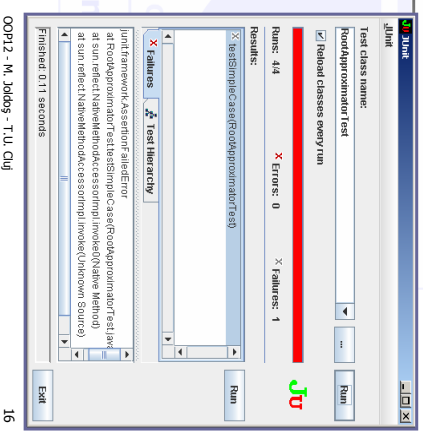 JUnit
JUnit
Test class name:
RootApproximatorTest
...
Run
Reload classes every run
JU
Runs: 4/4
X Errors: 0
X Failures: 1
Results:
X testSimpleCase(RootApproximatorTest)
Run
X Failures
Test Hierarchy
junit.framework.AssertionFailedError
at RootApproximatorTest.testSimpleCase(RootApproximatorTest.java
at sun.reflect.NativeMethodAccessorImpl.invoke0(Native Method)
at sun.reflect.NativeMethodAccessorImpl.invoke(Unknown Source)
Finished: 0.11 seconds
Exit
OOP12 - M. Joldoş - T.U. Cluj
16